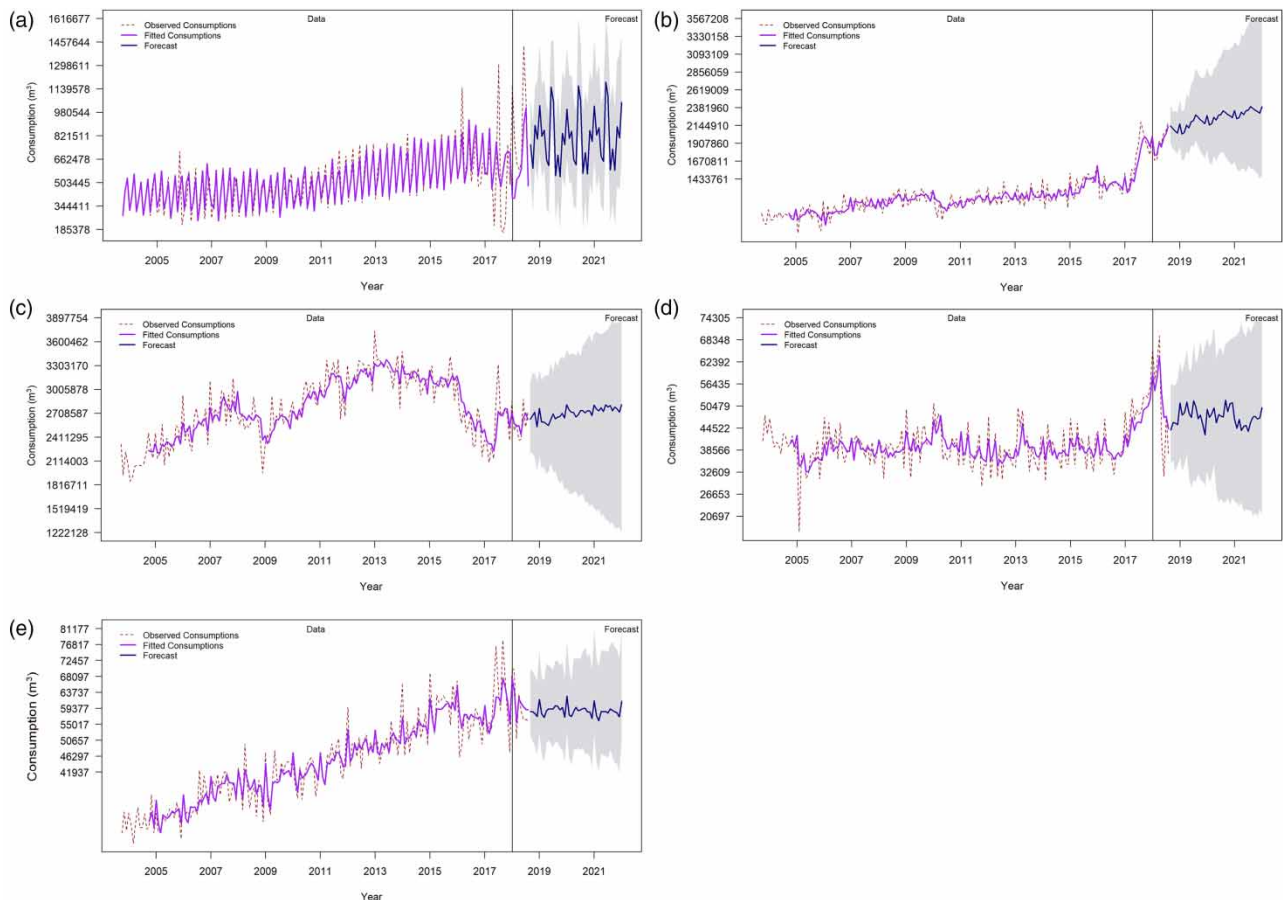 (a)
1616677
1457644
1298611
1139578
980544
821511
662478
503445
344411
185378
Consumption (m³)
Data
Forecast
Observed Consumptions
Fitted Consumptions
Forecast
2005 2007 2009 2011 2013 2015 2017 2019 2021
Year
(b)
3567208
3330158
3093109
2856059
2619009
2381960
2144910
1907860
1670811
1433761
Consumption (m³)
Data
Forecast
Observed Consumptions
Fitted Consumptions
Forecast
2005 2007 2009 2011 2013 2015 2017 2019 2021
Year
(c)
3897754
3600462
3303170
3005878
2708587
2411295
2114003
1816711
1519419
1222128
Consumption (m³)
Data
Forecast
Observed Consumptions
Fitted Consumptions
Forecast
2005 2007 2009 2011 2013 2015 2017 2019 2021
Year
(d)
74305
68348
62392
56435
50479
44522
38566
32609
26653
20697
Consumption (m³)
Data
Forecast
Observed Consumptions
Fitted Consumptions
Forecast
2005 2007 2009 2011 2013 2015 2017 2019 2021
Year
(e)
81177
76817
72457
68097
63737
59377
55017
50657
46297
41937
Consumption (m³)
Data
Forecast
Observed Consumptions
Fitted Consumptions
Forecast
2005 2007 2009 2011 2013 2015 2017 2019 2021
Year